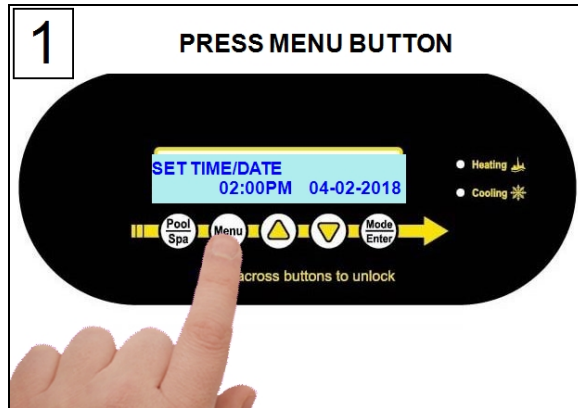 1
PRESS MENU BUTTON
SET TIME/DATE
02:00PM 04-02-2018
Heating
Cooling
Pool
Spa
Menu
Mode
Enter
across buttons to unlock